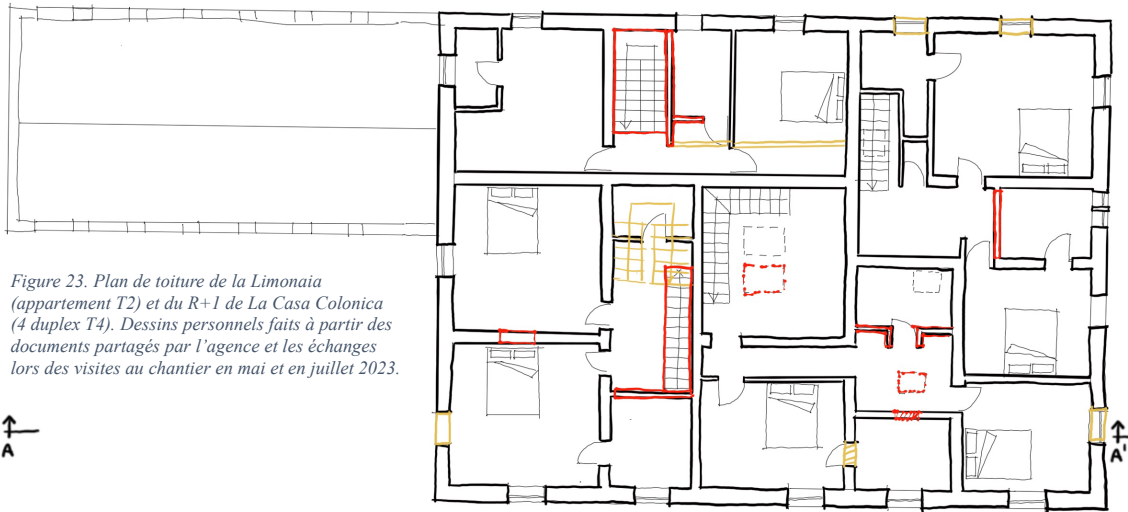 Figure 23. Plan de toiture de la Limonaia
(appartement T2) et du R+1 de La Casa Colonica
(4 duplex T4). Dessins personnels faits à partir des
documents partagés par l'agence et les échanges
lors des visites au chantier en mai et en juillet 2023.
A
A'